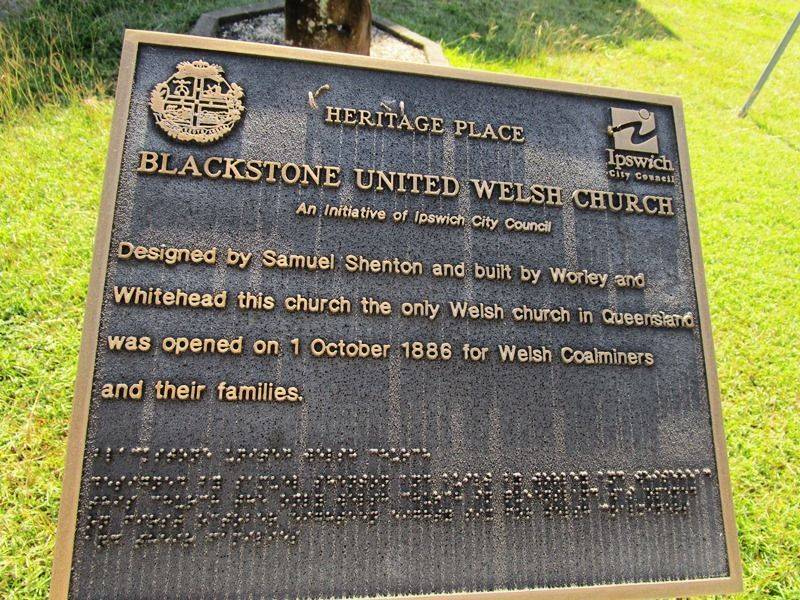 HERITAGE PLACE
Ipswich
City Council
BLACKSTONE UNITED WELSH CHURCH
An Initiative of Ipswich City Council
Designed by Samuel Shenton and built by Worley and
Whitehead this church the only Welsh church in Queensland
was opened on 1 October 1886 for Welsh Coalminers
and their families.